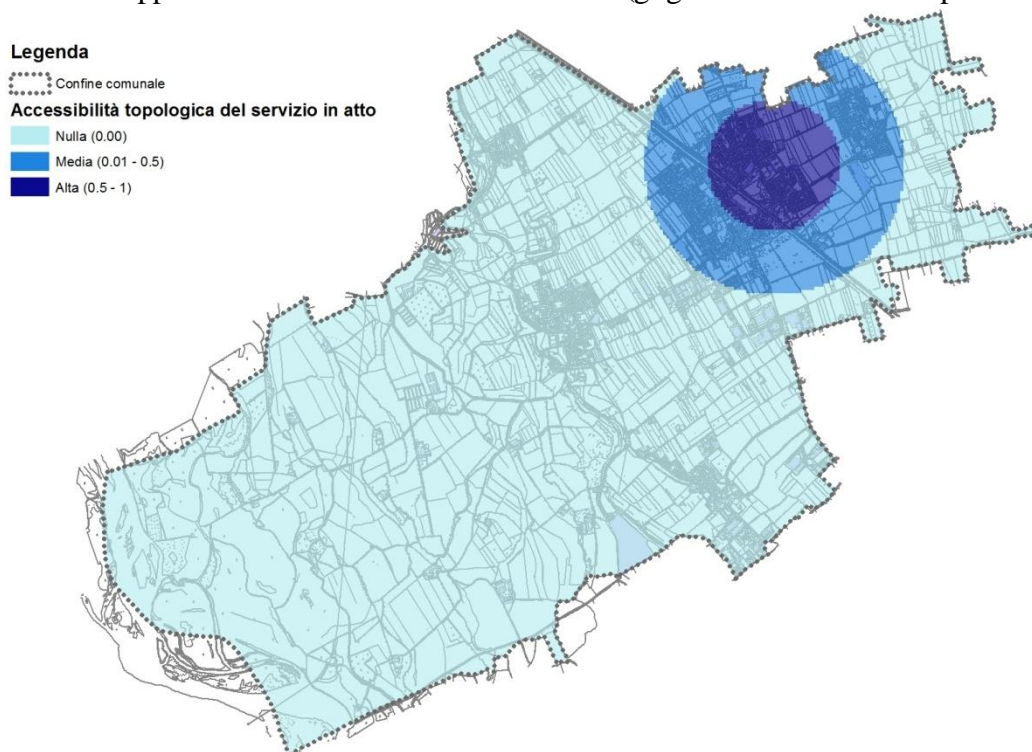 Legenda
Confine comunale
Accessibilità topologica del servizio in atto
Nulla (0.00)
Media (0.01 - 0.5)
Alta (0.5 - 1)